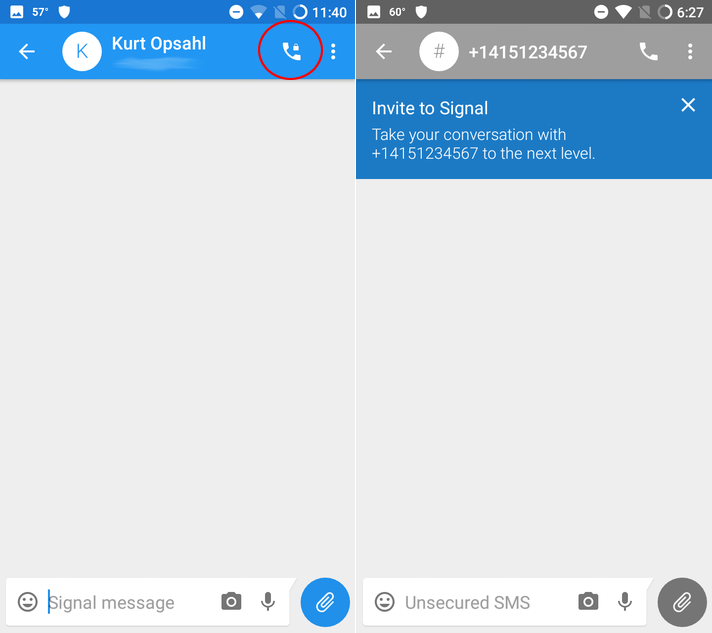 57°
11:40
K
Kurt Opsahl
Signal message
60°
6:27
#
+14151234567
Invite to Signal
Take your conversation with
+14151234567 to the next level.
Unsecured SMS